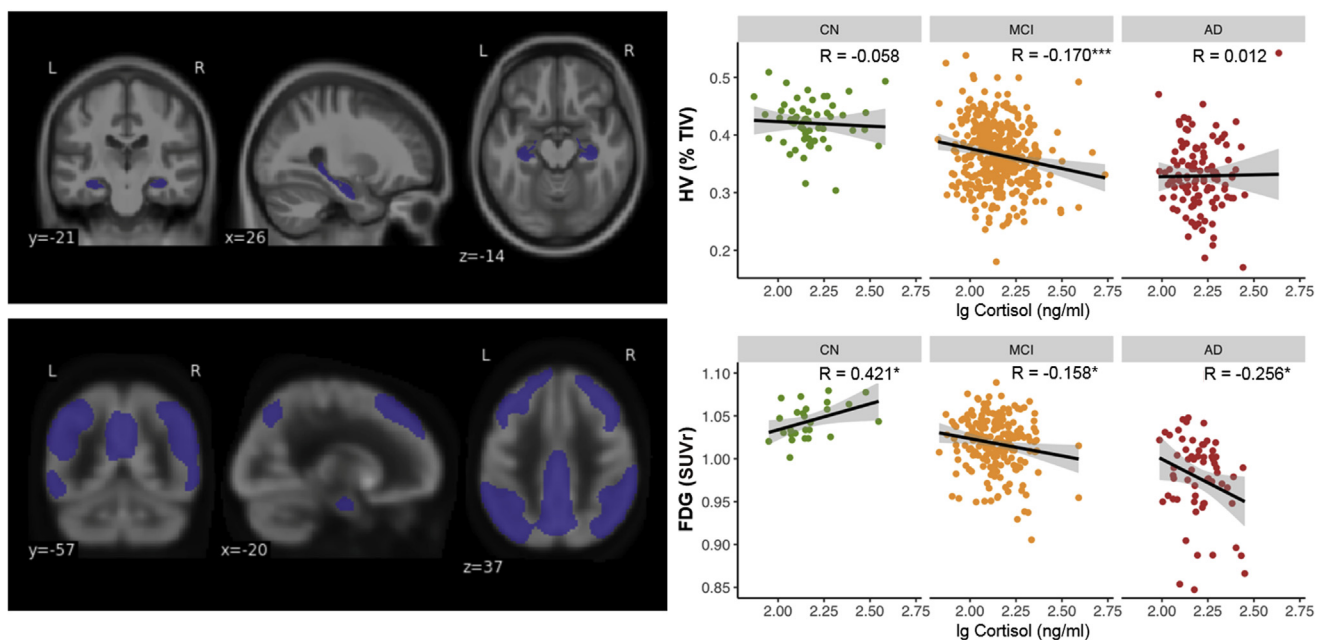 L R
y=-21
x=26
L R
z=-14
CN MCI AD
R = -0.058 R = -0.170*** R = 0.012
HV (% TIV)
0.5
0.4
0.3
0.2
2.00 2.25 2.50 2.75 2.00 2.25 2.50 2.75 2.00 2.25 2.50 2.75
lg Cortisol (ng/ml)
L R
y=-57
x=-20
L R
z=37
CN MCI AD
R = 0.421* R = -0.158* R = -0.256*
FDG (SUVr)
1.10
1.05
1.00
0.95
0.90
0.85
2.00 2.25 2.50 2.75 2.00 2.25 2.50 2.75 2.00 2.25 2.50 2.75
lg Cortisol (ng/ml)